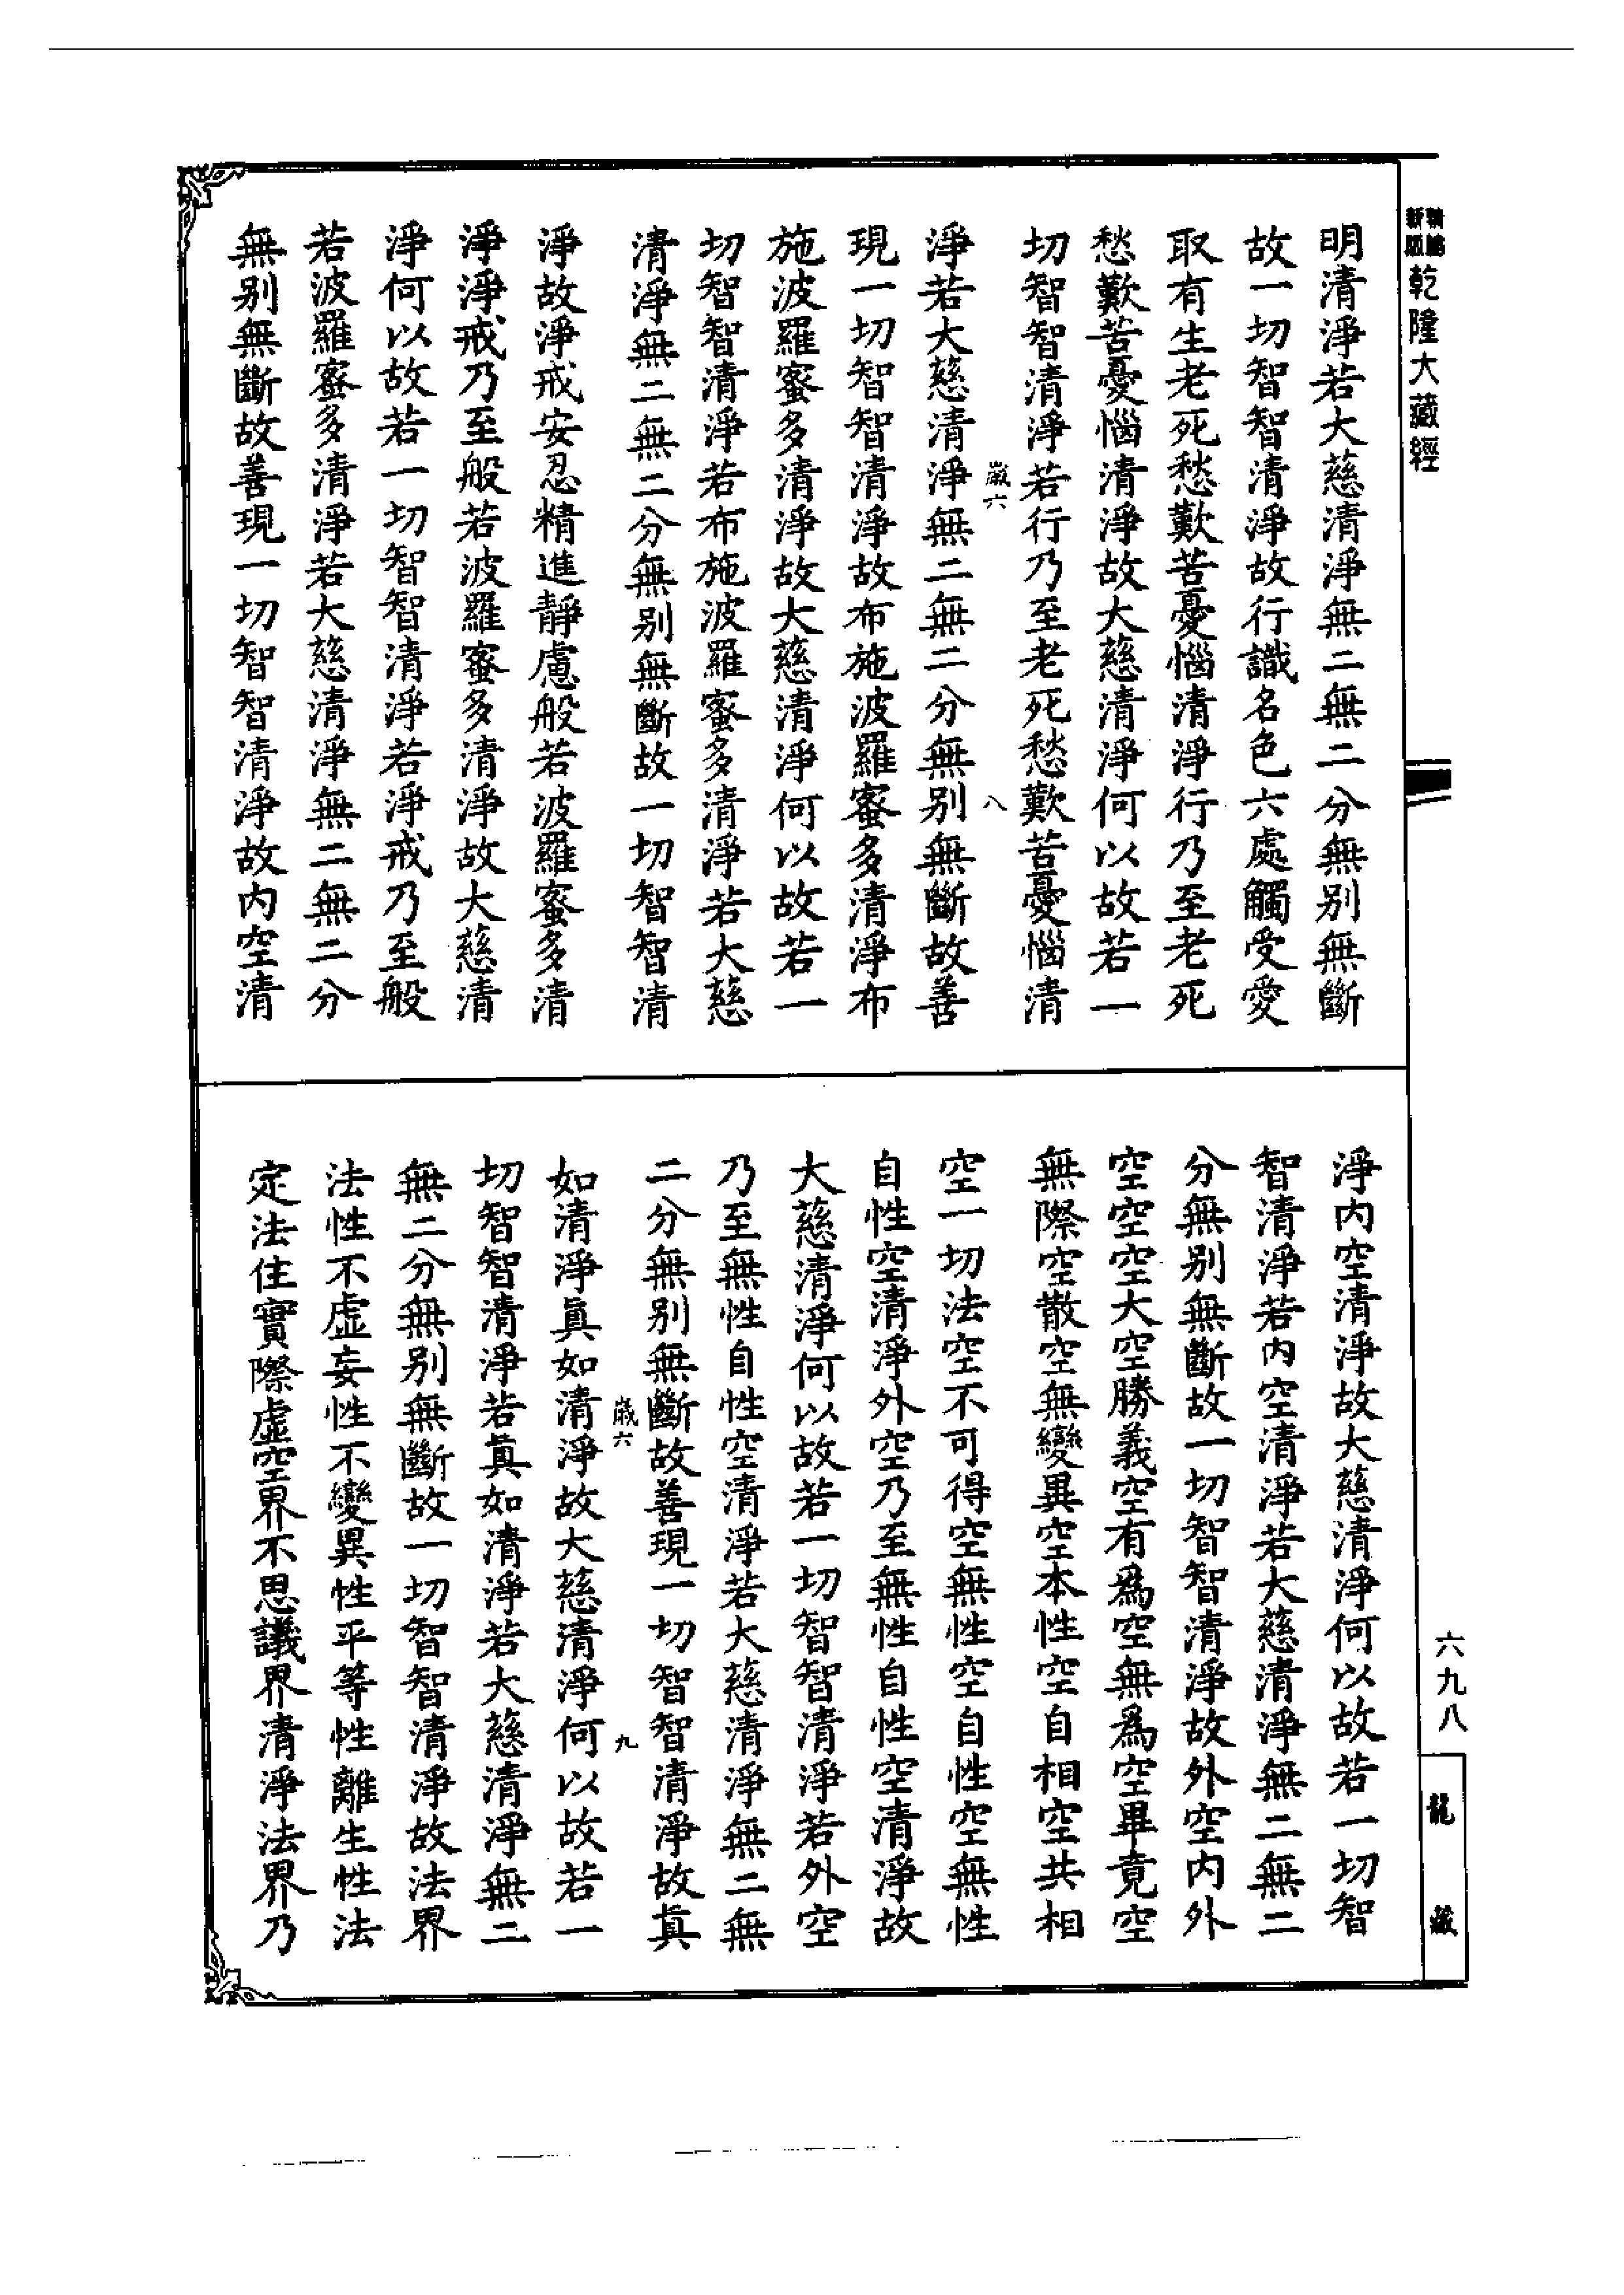 新編
新版
乾隆大藏經
明清淨若大慈清淨無二無二分無別無斷
故一切智智清淨故行識名色六處觸受愛
取有生老死愁歎苦憂惱清淨行乃至老死
愁歎苦憂惱清淨故大慈清淨何以故若一
切智智清淨若行乃至老死愁歎苦憂惱清
嚴六
八
淨若大慈清淨無二無二分無別無斷故善
現一切智智清淨故布施波羅蜜多清淨布
施波羅蜜多清淨故大慈清淨何以故若一
切智智清淨若布施波羅蜜多清淨若大慈
清淨無二無二分無別無斷故一切智智清
淨故淨戒安忍精進靜慮般若波羅蜜多清
淨淨戒乃至般若波羅蜜多清淨故大慈清
淨何以故若一切智智清淨若淨戒乃至般
若波羅蜜多清淨若大慈清淨無二無二分
無別無斷故善現一切智智清淨故內空清
淨內空清淨故大慈清淨何以故若一切智
智清淨若內空清淨若大慈清淨無二無二
分無別無斷故一切智智清淨故外空內外
空空空大空勝義空有為空無為空畢竟空
無際空散空無變異空本性空自相空共相
空一切法空不可得空無性空自性空無性
自性空清淨外空乃至無性自性空清淨故
大慈清淨何以故若一切智智清淨若外空
乃至無性自性空清淨若大慈清淨無二無
二分無別無斷故善現一切智智清淨故真
嚴六
九
如清淨真如清淨故大慈清淨何以故若一
切智智清淨若真如清淨若大慈清淨無二
無二分無別無斷故一切智智清淨故法界
法性不虛妄性不變異性平等性離生性法
定法住實際虛空界不思議界清淨法界乃
六九八
龍藏